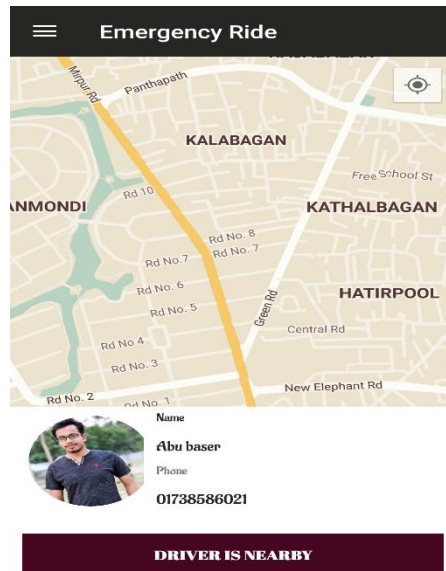 Emergency Ride
Mirpur Rd
Panthapath
KALABAGAN
Free School St
Rd 10
ANMONDI
KATHALBAGAN
Rd No. 8
Rd No. 7
Rd No.7
Rd No. 6
HATIRPOOL
Rd No. 5
Green Rd
Central Rd
Rd No 4
Rd No. 3
New Elephant Rd
Rd No. 2
Rd No. 1
Name
Abu baser
Phone
01738586021
DRIVER IS NEARBY